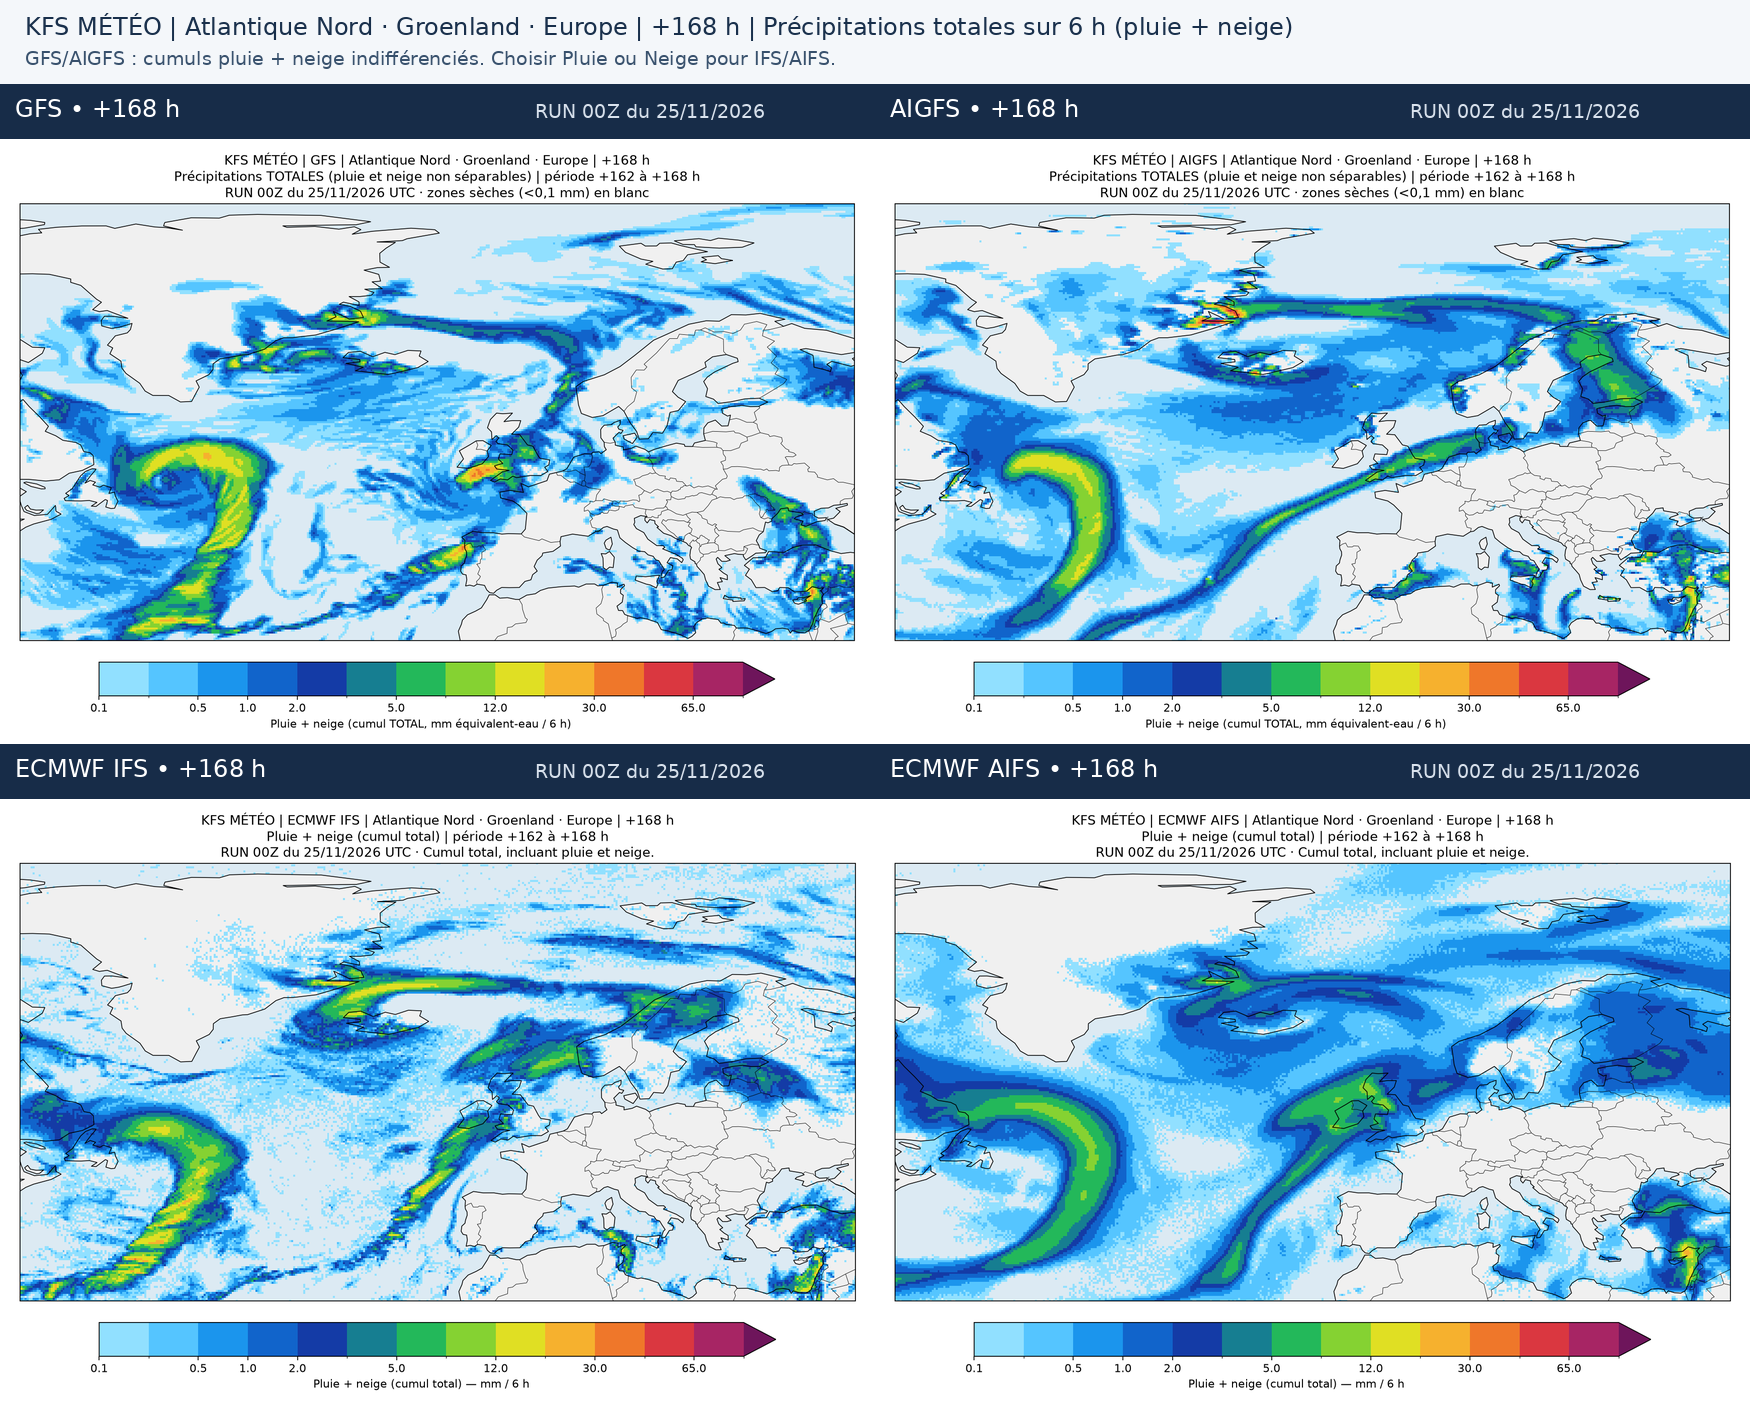 KFS MÉTÉO | Atlantique Nord · Groenland · Europe | +168 h | Précipitations totales sur 6 h (pluie + neige)
GFS/AIGFS : cumuls pluie + neige indifférenciés. Choisir Pluie ou Neige pour IFS/AIFS.
GFS • +168 h RUN 00Z du 25/11/2026
KFS MÉTÉO | GFS | Atlantique Nord · Groenland · Europe | +168 h
Précipitations TOTALES (pluie et neige non séparables) | période +162 à +168 h
RUN 00Z du 25/11/2026 UTC · zones sèches (<0,1 mm) en blanc
0.1 0.5 1.0 2.0 5.0 12.0 30.0 65.0
Pluie + neige (cumul TOTAL, mm équivalent-eau / 6 h)
AIGFS • +168 h RUN 00Z du 25/11/2026
KFS MÉTÉO | AIGFS | Atlantique Nord · Groenland · Europe | +168 h
Précipitations TOTALES (pluie et neige non séparables) | période +162 à +168 h
RUN 00Z du 25/11/2026 UTC · zones sèches (<0,1 mm) en blanc
0.1 0.5 1.0 2.0 5.0 12.0 30.0 65.0
Pluie + neige (cumul TOTAL, mm équivalent-eau / 6 h)
ECMWF IFS • +168 h RUN 00Z du 25/11/2026
KFS MÉTÉO | ECMWF IFS | Atlantique Nord · Groenland · Europe | +168 h
Pluie + neige (cumul total) | période +162 à +168 h
RUN 00Z du 25/11/2026 UTC · Cumul total, incluant pluie et neige.
0.1 0.5 1.0 2.0 5.0 12.0 30.0 65.0
Pluie + neige (cumul total) — mm / 6 h
ECMWF AIFS • +168 h RUN 00Z du 25/11/2026
KFS MÉTÉO | ECMWF AIFS | Atlantique Nord · Groenland · Europe | +168 h
Pluie + neige (cumul total) | période +162 à +168 h
RUN 00Z du 25/11/2026 UTC · Cumul total, incluant pluie et neige.
0.1 0.5 1.0 2.0 5.0 12.0 30.0 65.0
Pluie + neige (cumul total) — mm / 6 h